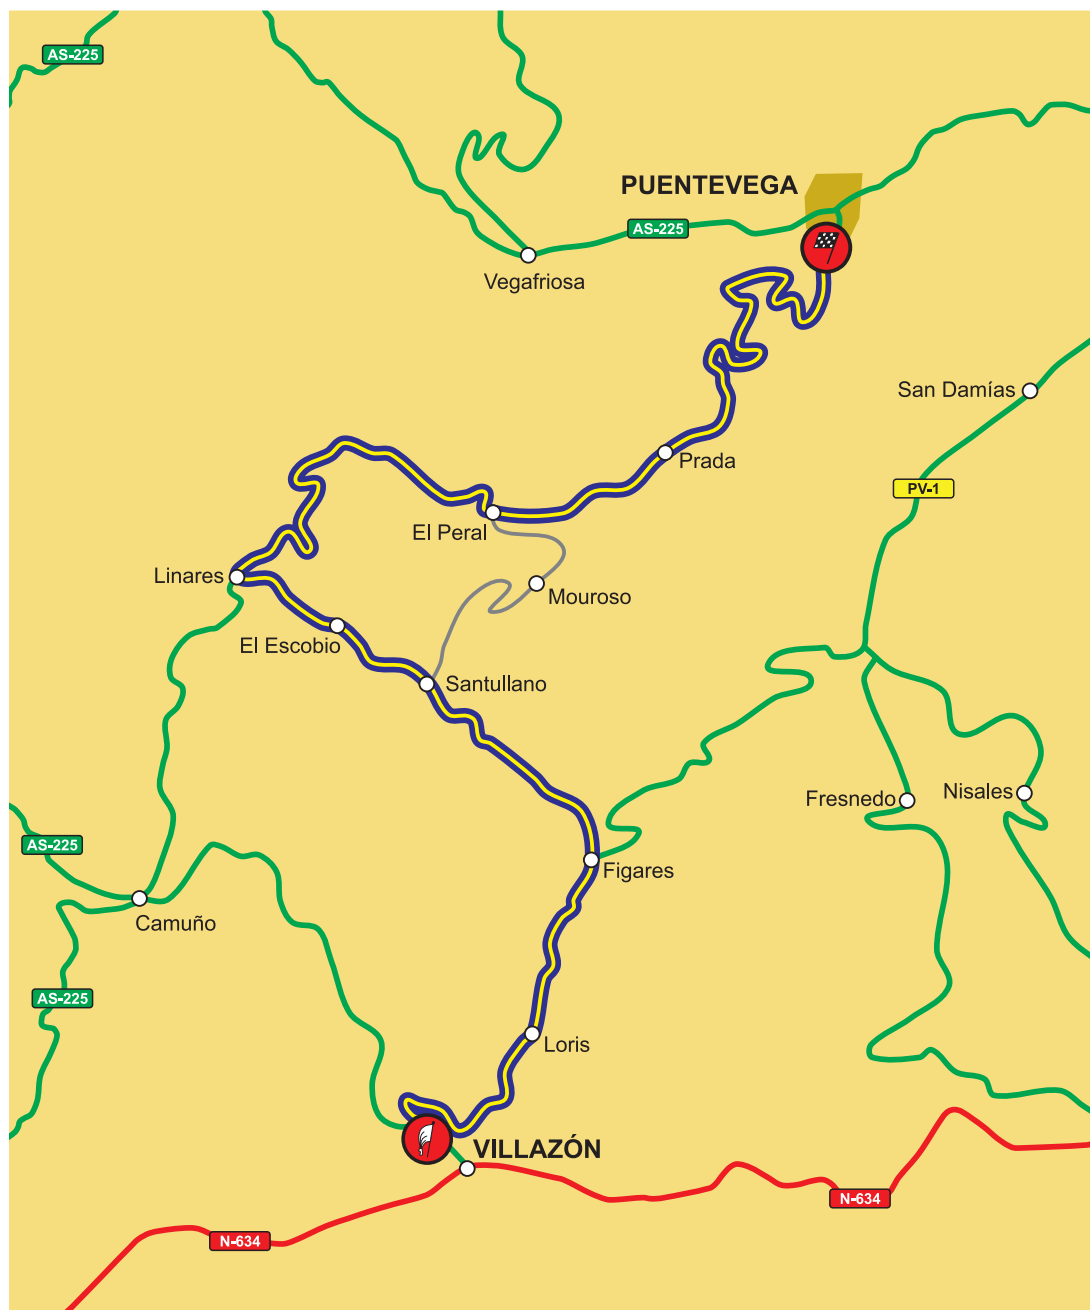 AS-225
PUENTEVEGA
AS-225
Vegafriosa
San Damías
Prada
PV-1
El Peral
Linares
Mouroso
El Escobio
Santullano
Fresnedo
Nisales
AS-225
Figares
Camuño
AS-225
Loris
VILLAZÓN
N-634
N-634